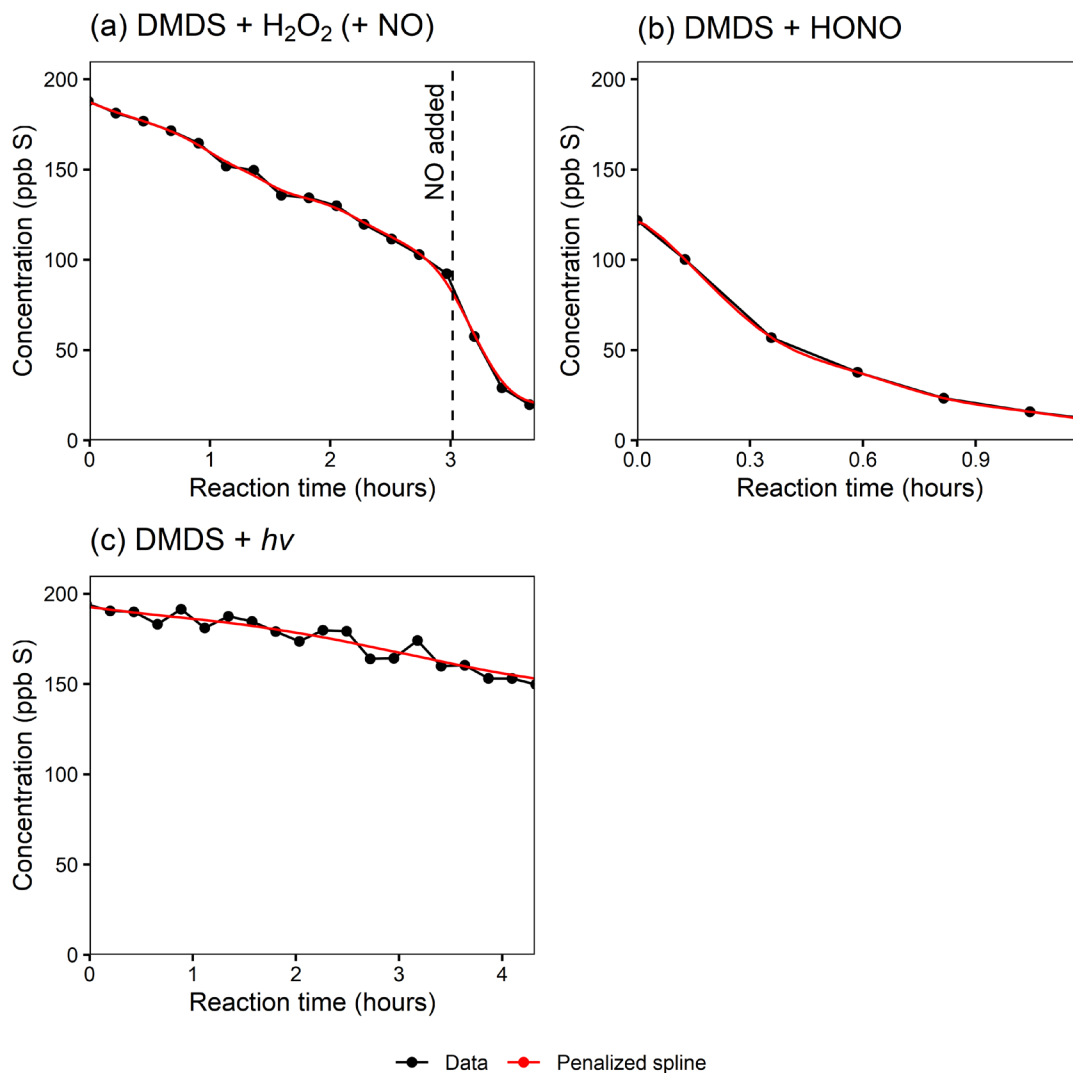 (a) DMDS + H₂O₂ (+ NO)
200
150
100
50
0
0 1 2 3
Concentration (ppb S)
Reaction time (hours)
NO added
(b) DMDS + HONO
200
150
100
50
0
0.0 0.3 0.6 0.9
Concentration (ppb S)
Reaction time (hours)
(c) DMDS + hν
200
150
100
50
0
0 1 2 3 4
Concentration (ppb S)
Reaction time (hours)
Data Penalized spline